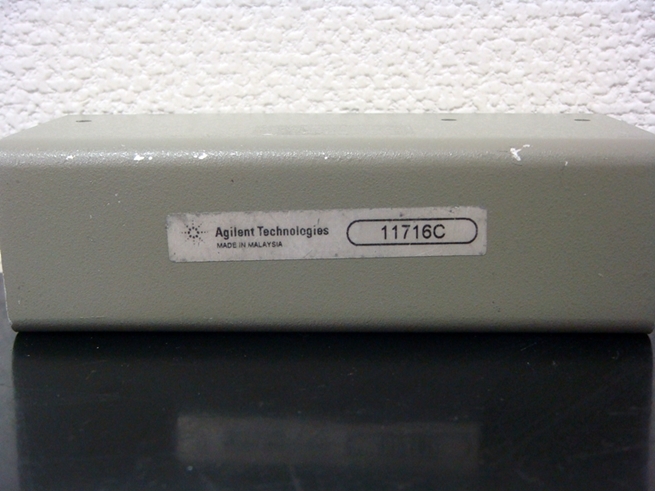 Agilent Technologies 11716C
MADE IN MALAYSIA